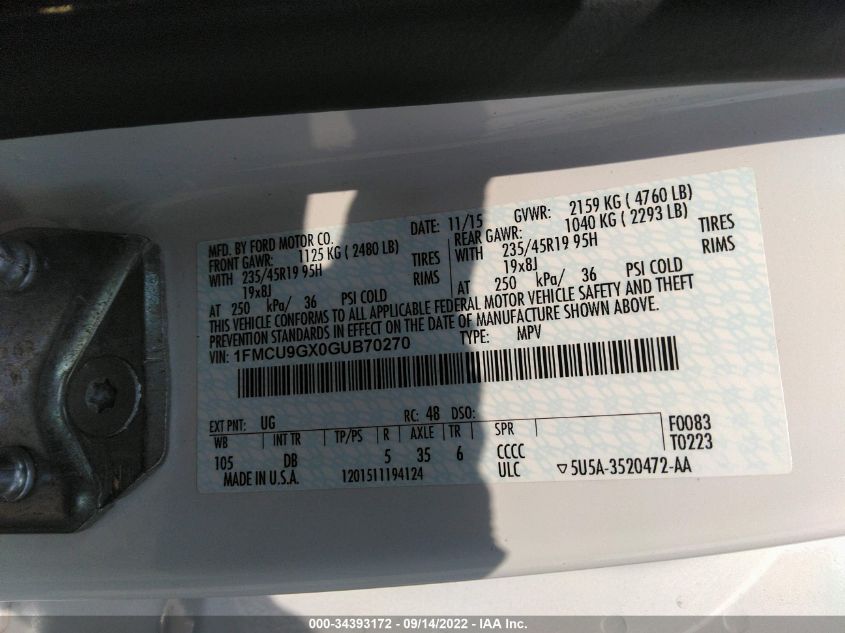 MFD. BY FORD MOTOR CO. DATE: 11/15 GVWR: 2159 KG ( 4760 LB)
FRONT GAWR: 1125 KG ( 2480 LB) REAR GAWR: 1040 KG ( 2293 LB)
WITH 235/45R19 95H TIRES WITH 235/45R19 95H TIRES
19x8J RIMS 19x8J RIMS
AT 250 kPa/ 36 PSI COLD AT 250 kPa/ 36 PSI COLD
THIS VEHICLE CONFORMS TO ALL APPLICABLE FEDERAL MOTOR VEHICLE SAFETY AND THEFT
PREVENTION STANDARDS IN EFFECT ON THE DATE OF MANUFACTURE SHOWN ABOVE.
VIN: 1FMCU9GX0GUB70270 TYPE: MPV
EXT PNT: UG RC: 48 DSO: F0083
WB INT TR TP/PS R AXLE TR SPR T0223
105 DB 5 35 6 CCCC
MADE IN U.S.A. 1201511194124 ULC ▽5U5A-3520472-AA
000-34393172 - 09/14/2022 - IAA Inc.